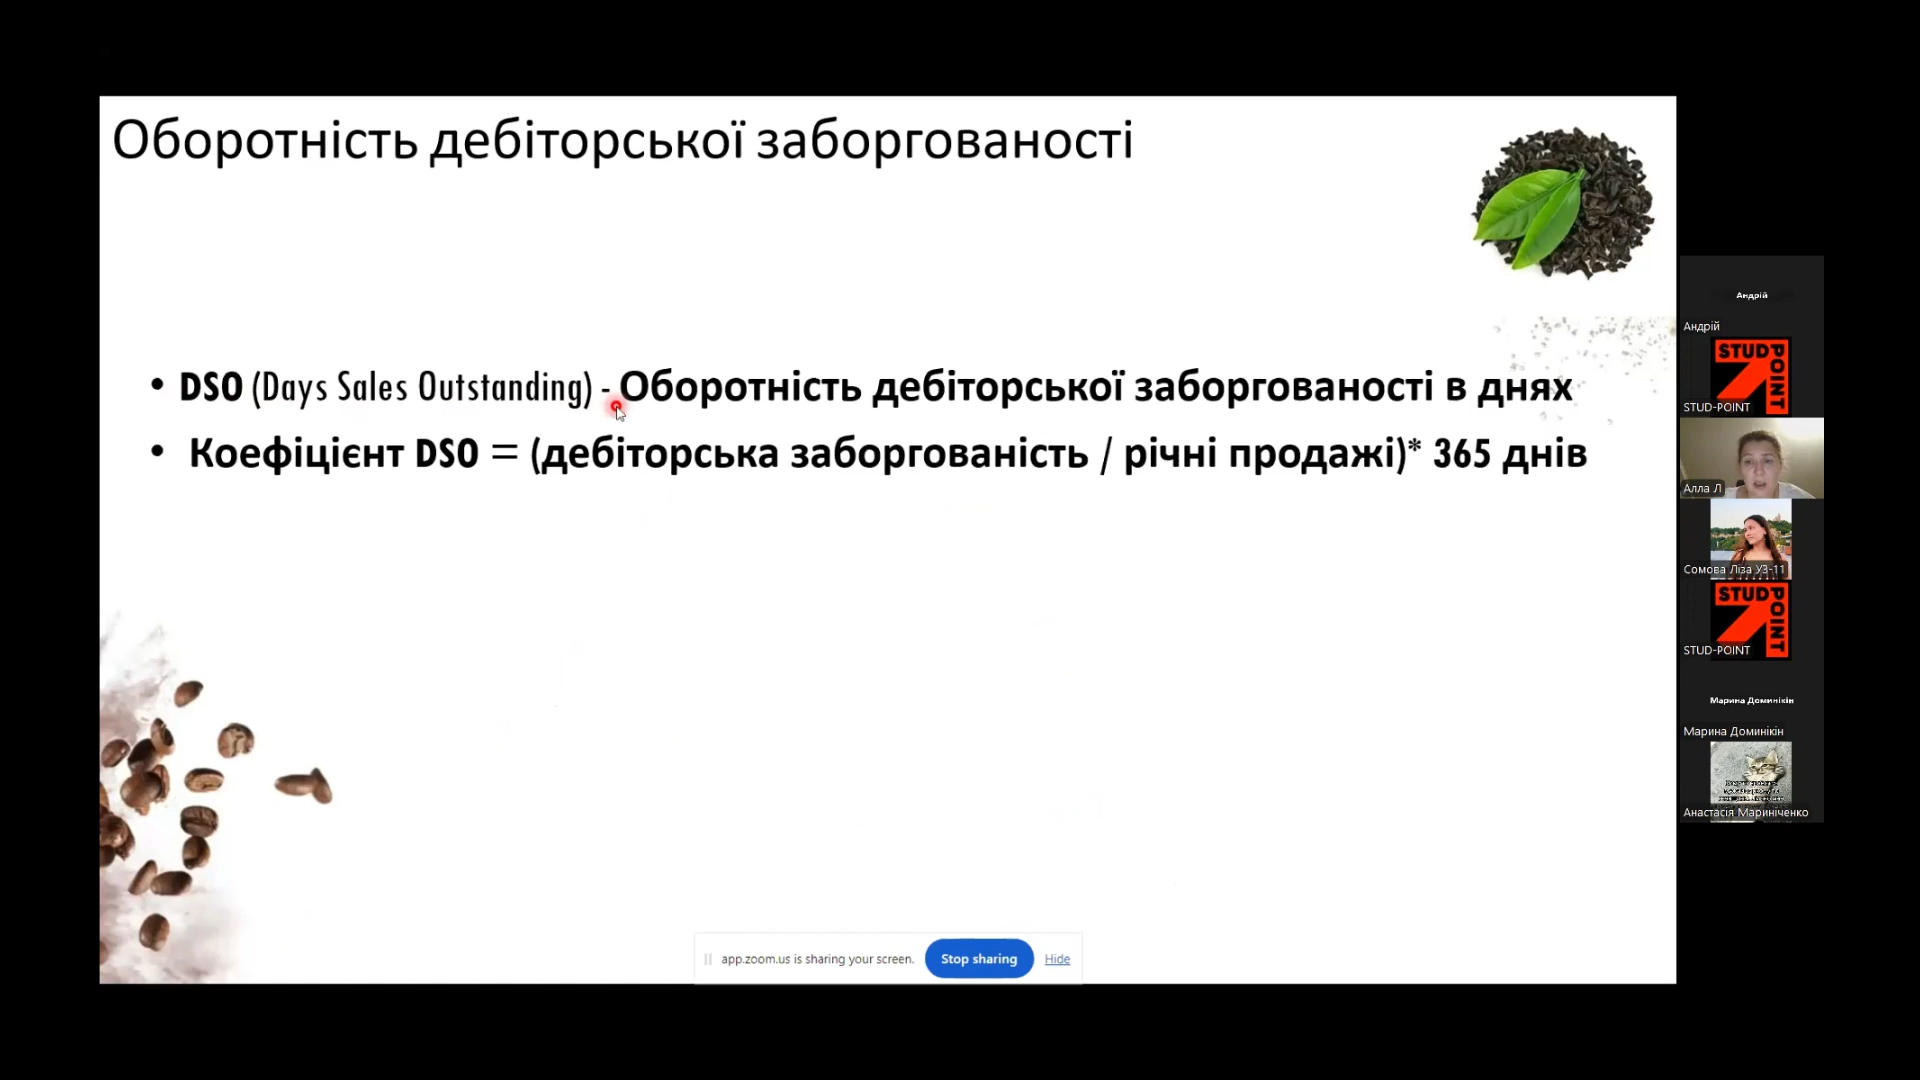 Оборотність дебіторської заборгованості
• DSO (Days Sales Outstanding) - Оборотність дебіторської заборгованості в днях
• Коефіцієнт DSO = (дебіторська заборгованість / річні продажі)* 365 днів
app.zoom.us is sharing your screen. Stop sharing Hide
Андрій
Андрій
STUD POINT
STUD-POINT
Алла Л
Сомова Ліза УЗ-11
STUD POINT
STUD-POINT
Марина Доминікін
Марина Доминікін
Анастасія Мариніченко